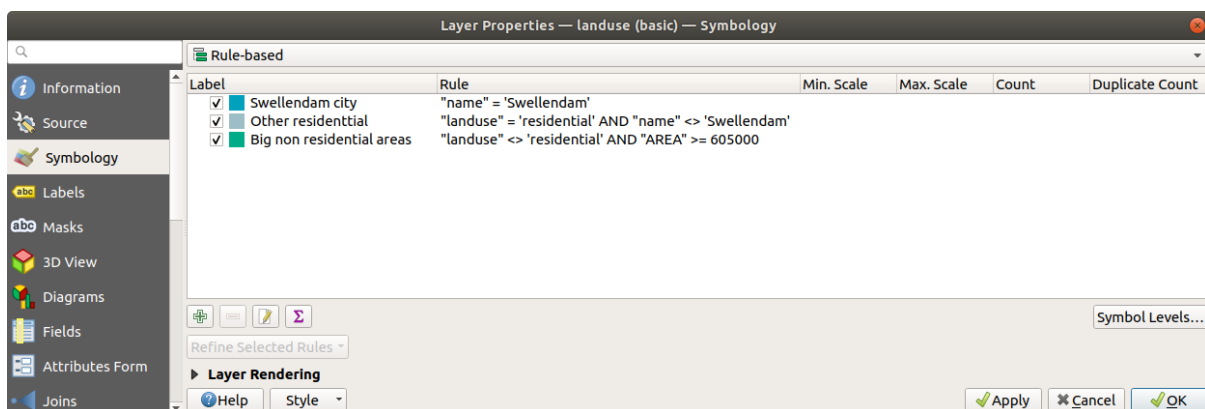 Layer Properties — landuse (basic) — Symbology
Rule-based
Information
Source
Symbology
Labels
Masks
3D View
Diagrams
Fields
Attributes Form
Joins
Label Rule Min. Scale Max. Scale Count Duplicate Count
Swellendam city "name" = 'Swellendam'
Other residenttial "landuse" = 'residential' AND "name" <> 'Swellendam'
Big non residential areas "landuse" <> 'residential' AND "AREA" >= 605000
Symbol Levels...
Refine Selected Rules
Layer Rendering
Help Style Apply Cancel OK
abc
abc